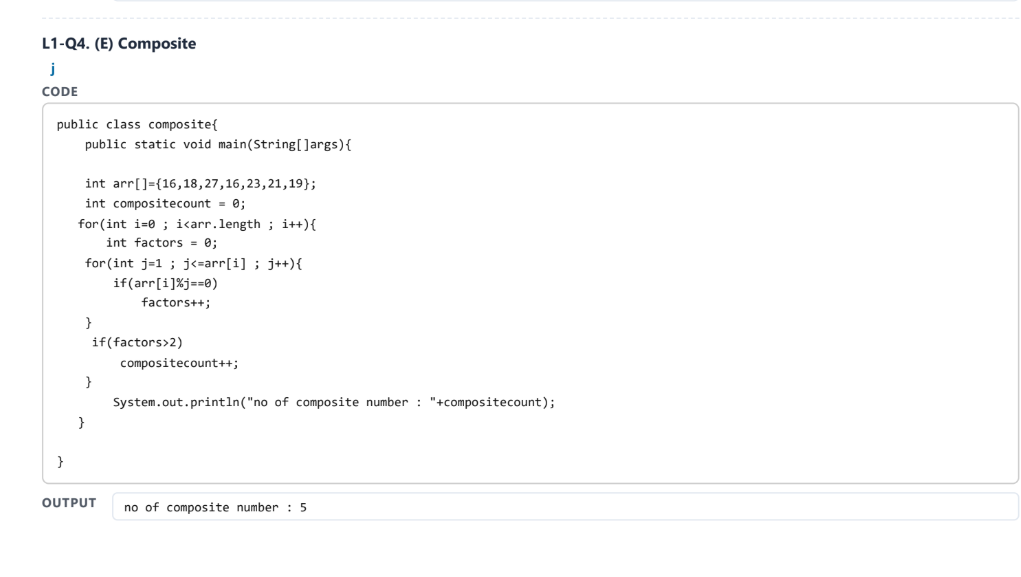 L1-Q4. (E) Composite
j
CODE
public class composite{
    public static void main(String[]args){

    int arr[]={16,18,27,16,23,21,19};
    int compositecount = 0;
   for(int i=0 ; i<arr.length ; i++){
       int factors = 0;
    for(int j=1 ; j<=arr[i] ; j++){
        if(arr[i]%j==0)
            factors++;
    }
     if(factors>2)
         compositecount++;
    }
        System.out.println("no of composite number : "+compositecount);
   }

}
OUTPUT
no of composite number : 5